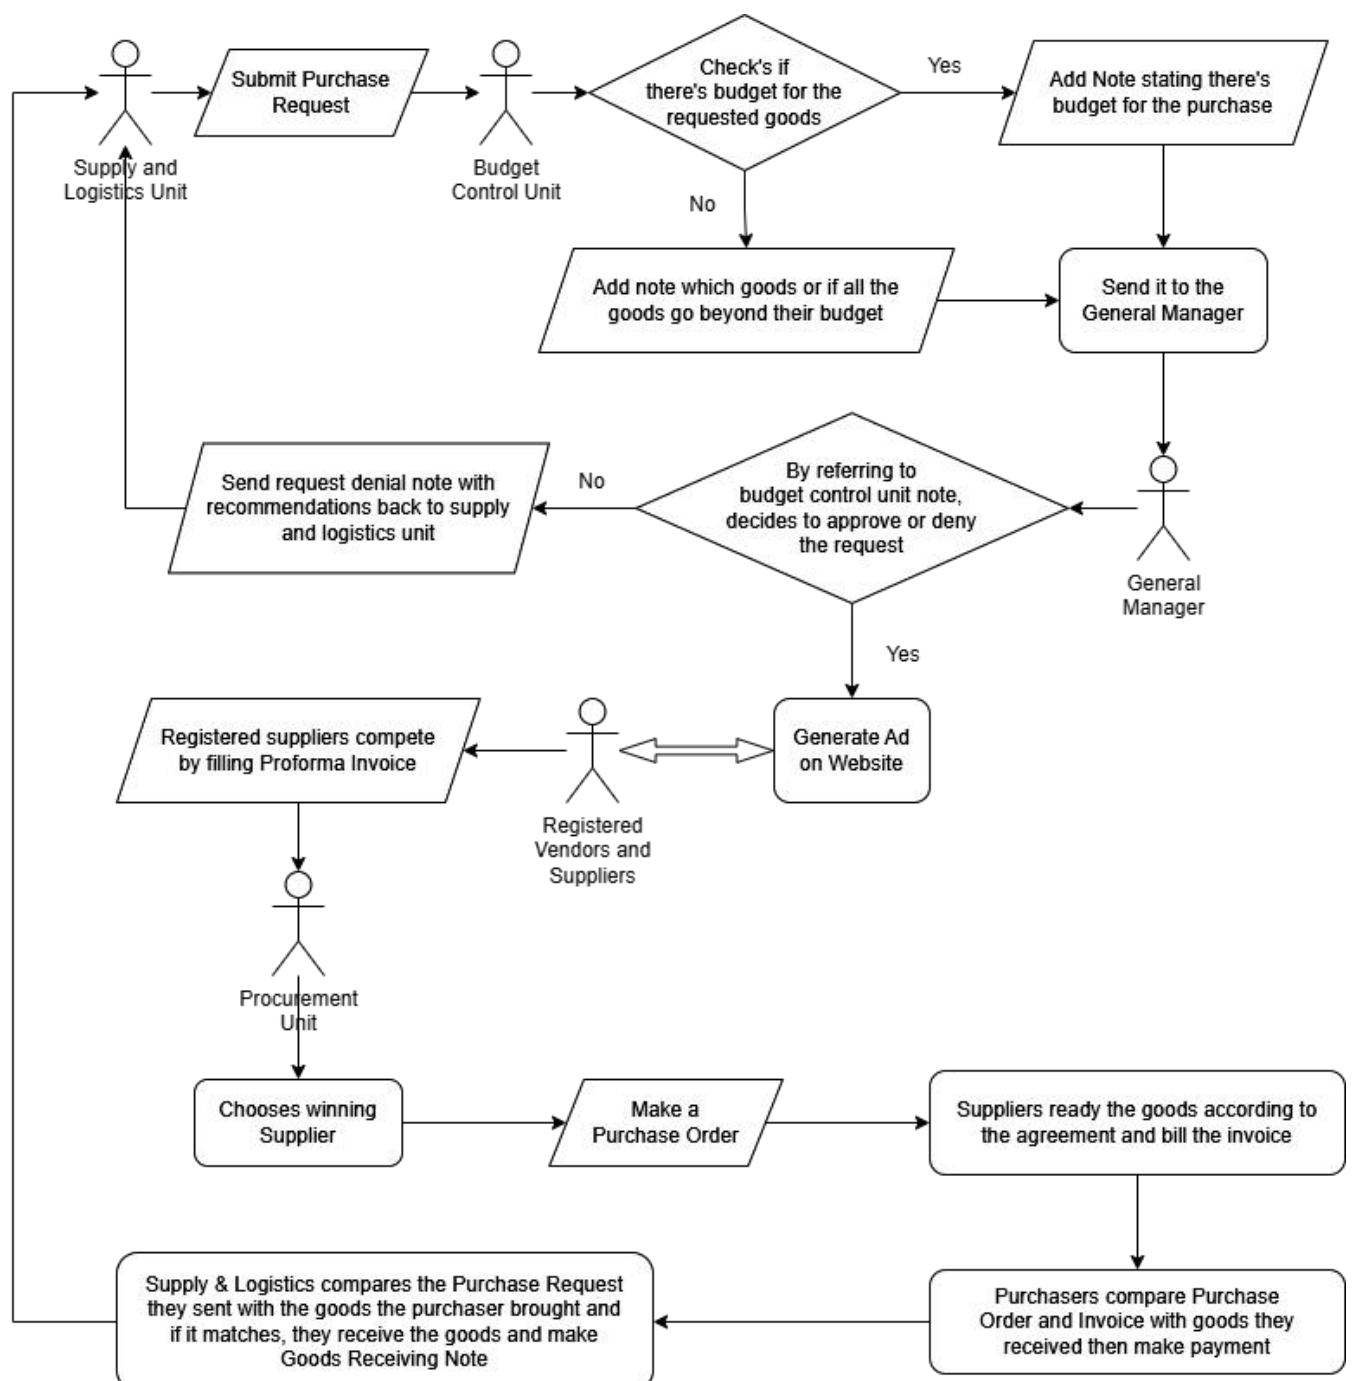 Submit Purchase
Request
Supply and
Logistics Unit
Budget
Control Unit
Check's if
there's budget for the
requested goods
Yes
Add Note stating there's
budget for the purchase
No
Add note which goods or if all the
goods go beyond their budget
Send it to the
General Manager
General
Manager
By referring to
budget control unit note,
decides to approve or deny
the request
No
Send request denial note with
recommendations back to supply
and logistics unit
Yes
Generate Ad
on Website
Registered
Vendors and
Suppliers
Registered suppliers compete
by filling Proforma Invoice
Procurement
Unit
Chooses winning
Supplier
Make a
Purchase Order
Suppliers ready the goods according to
the agreement and bill the invoice
Purchasers compare Purchase
Order and Invoice with goods they
received then make payment
Supply & Logistics compares the Purchase Request
they sent with the goods the purchaser brought and
if it matches, they receive the goods and make
Goods Receiving Note